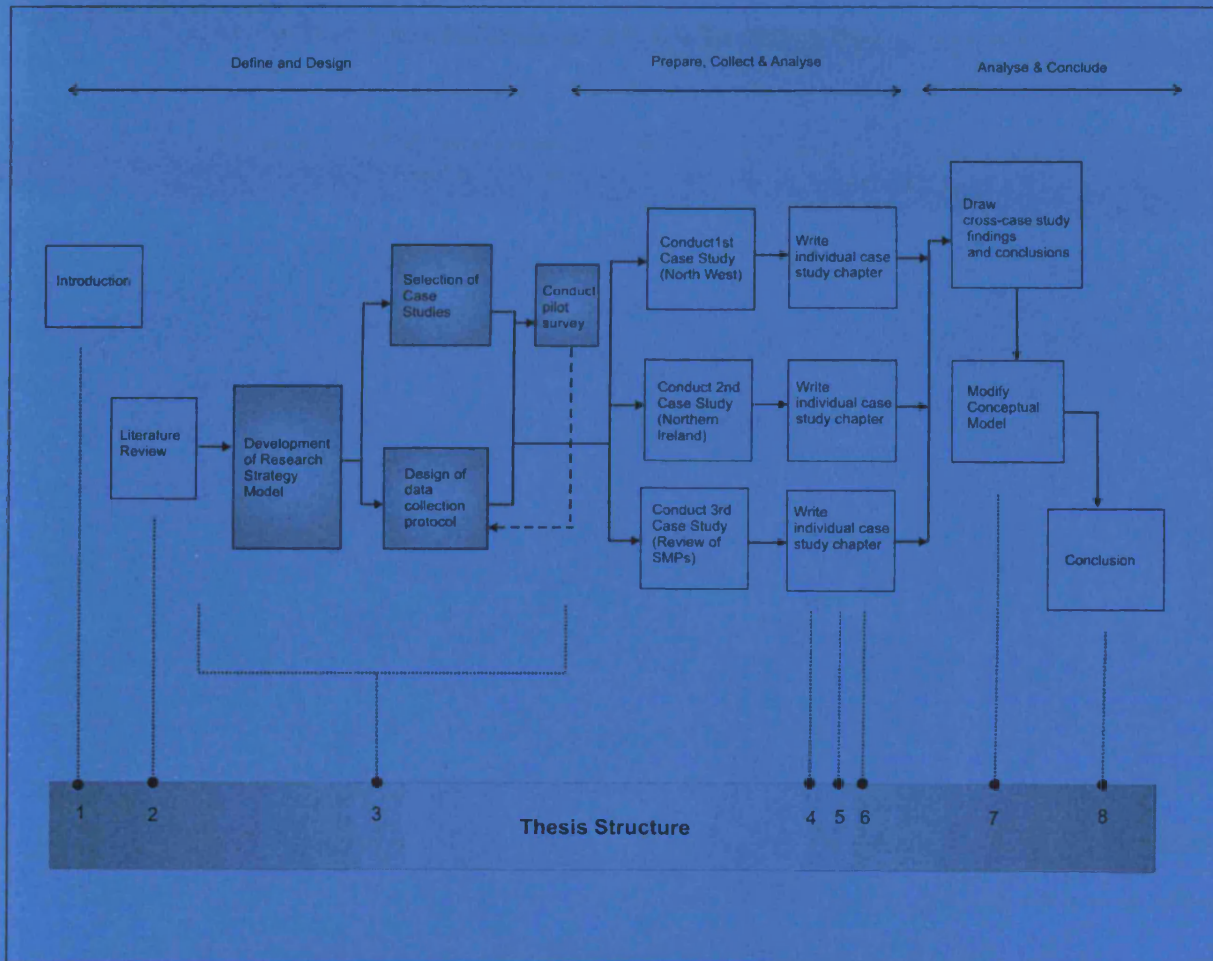 Define and Design
Prepare, Collect & Analyse
Analyse & Conclude
Introduction
Literature
Review
Development
of Research
Strategy
Model
Selection of
Case
Studies
Design of
data
collection
protocol
Conduct
pilot
survey
Conduct1st
Case Study
(North West)
Write
individual case
study chapter
Conduct 2nd
Case Study
(Northern
Ireland)
Write
individual case
study chapter
Conduct 3rd
Case Study
(Review of
SMPs)
Write
individual case
study chapter
Draw
cross-case study
findings
and conclusions
Modify
Conceptual
Model
Conclusion
1 2 3 4 5 6 7 8
Thesis Structure